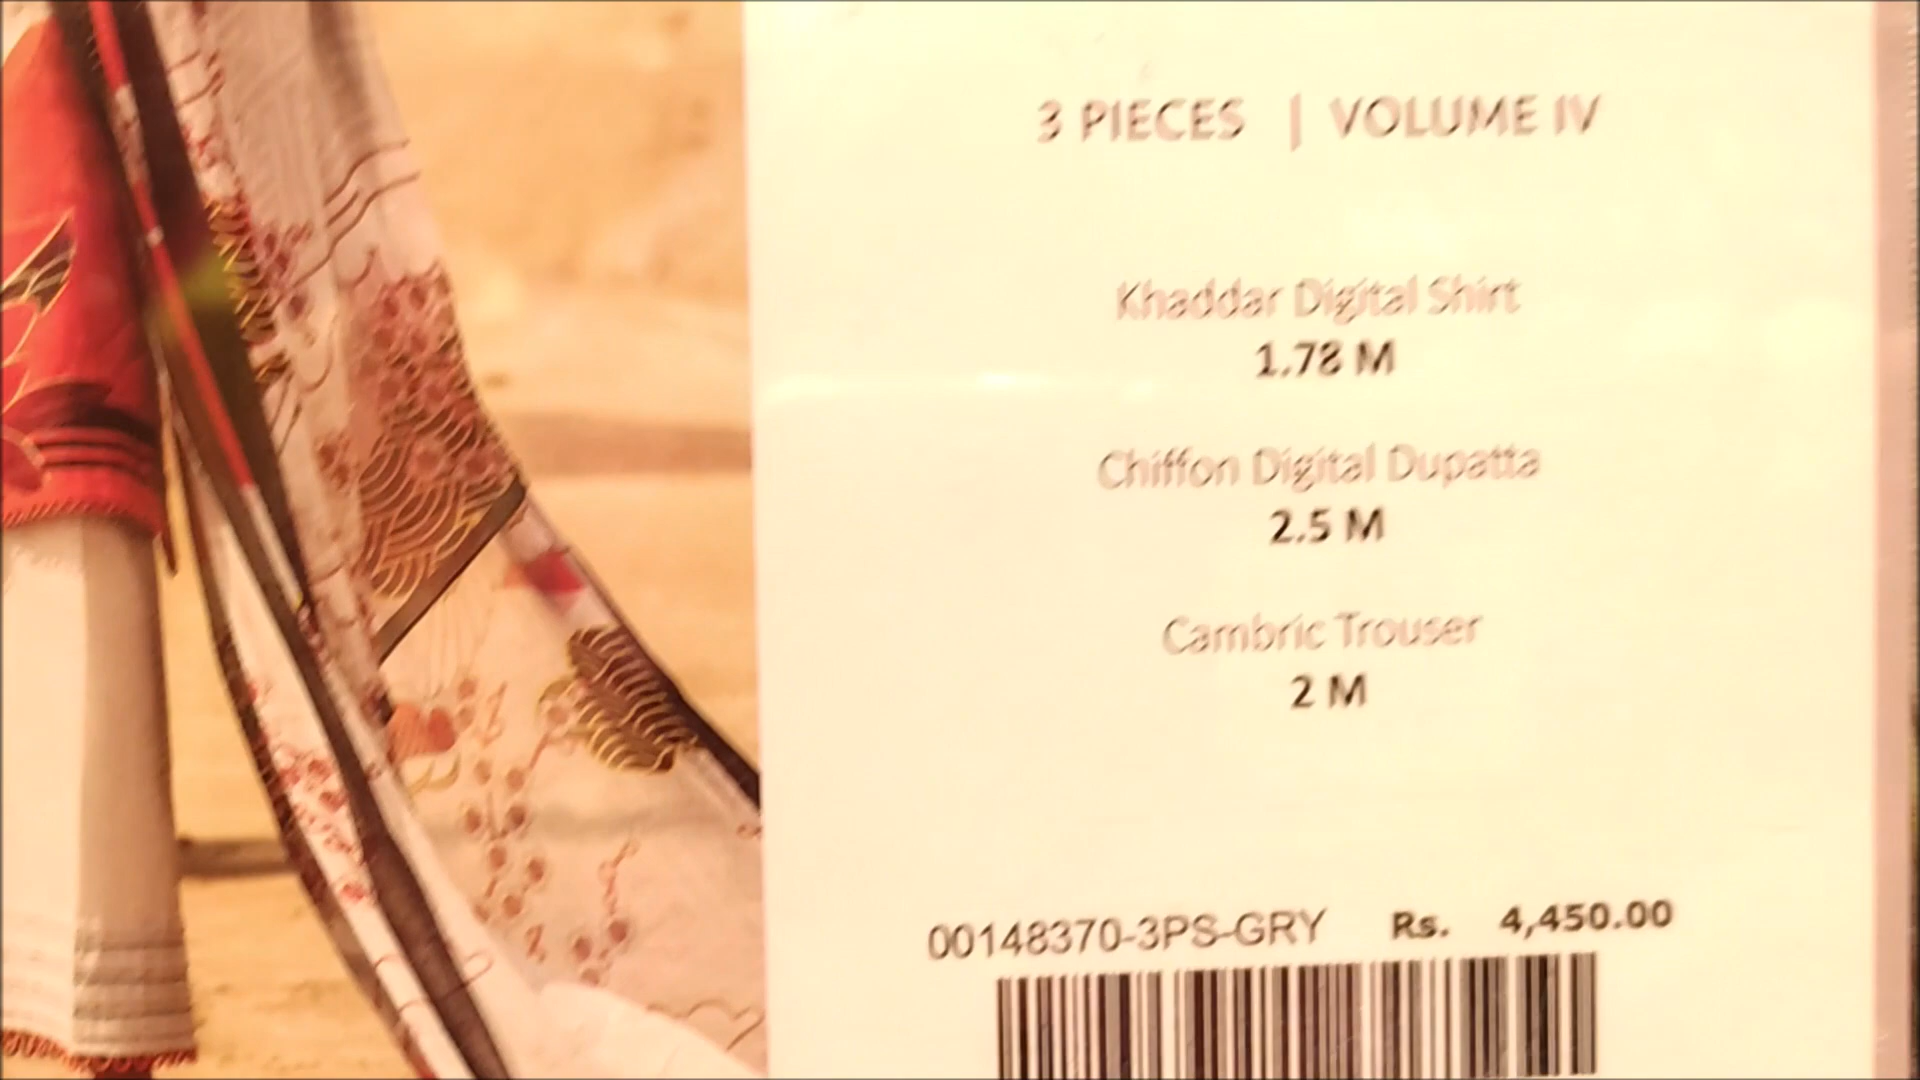 3 PIECES | VOLUME IV
Khaddar Digital Shirt
1.78 M
Chiffon Digital Dupatta
2.5 M
Cambric Trouser
2 M
00148370-3PS-GRY Rs. 4,450.00